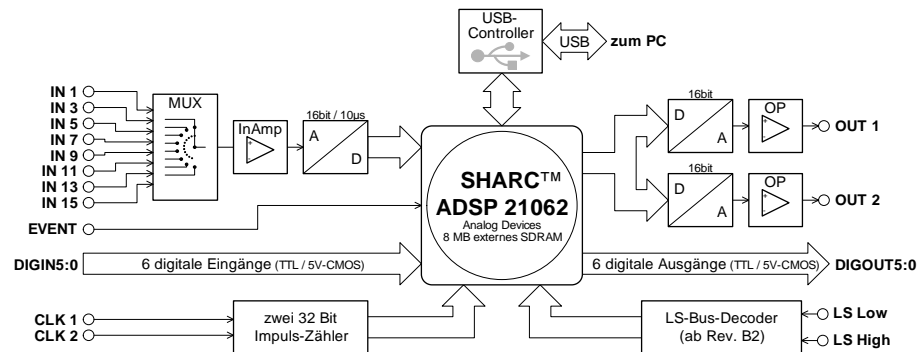 USB-
Controller
USB
zum PC
IN 1
IN 3
IN 5
IN 7
IN 9
IN 11
IN 13
IN 15
MUX
InAmp
16bit / 10µs
A
D
SHARC™
ADSP 21062
Analog Devices
8 MB externes SDRAM
16bit
D
A
OP
OUT 1
16bit
D
A
OP
OUT 2
EVENT
DIGIN5:0
6 digitale Eingänge (TTL / 5V-CMOS)
6 digitale Ausgänge (TTL / 5V-CMOS)
DIGOUT5:0
CLK 1
CLK 2
zwei 32 Bit
Impuls-Zähler
LS-Bus-Decoder
(ab Rev. B2)
LS Low
LS High